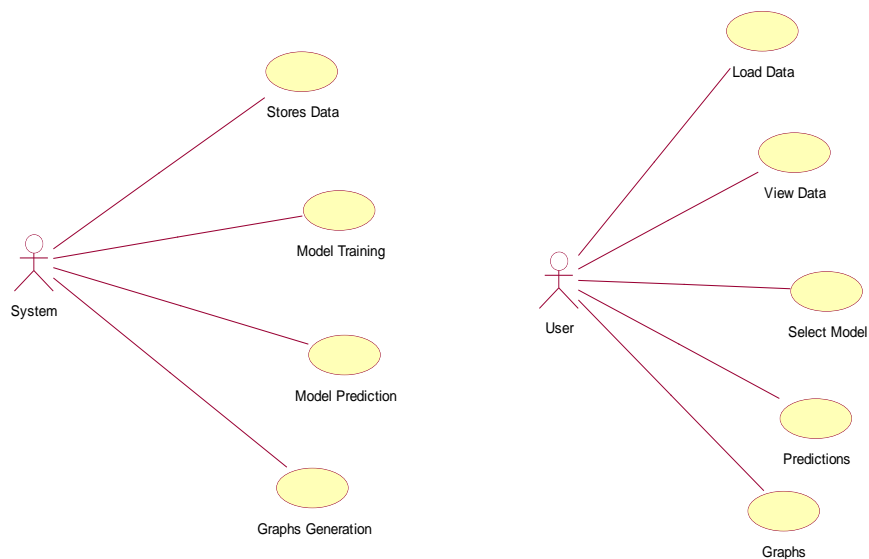 Stores Data
Model Training
System
Model Prediction
Graphs Generation
Load Data
View Data
User
Select Model
Predictions
Graphs